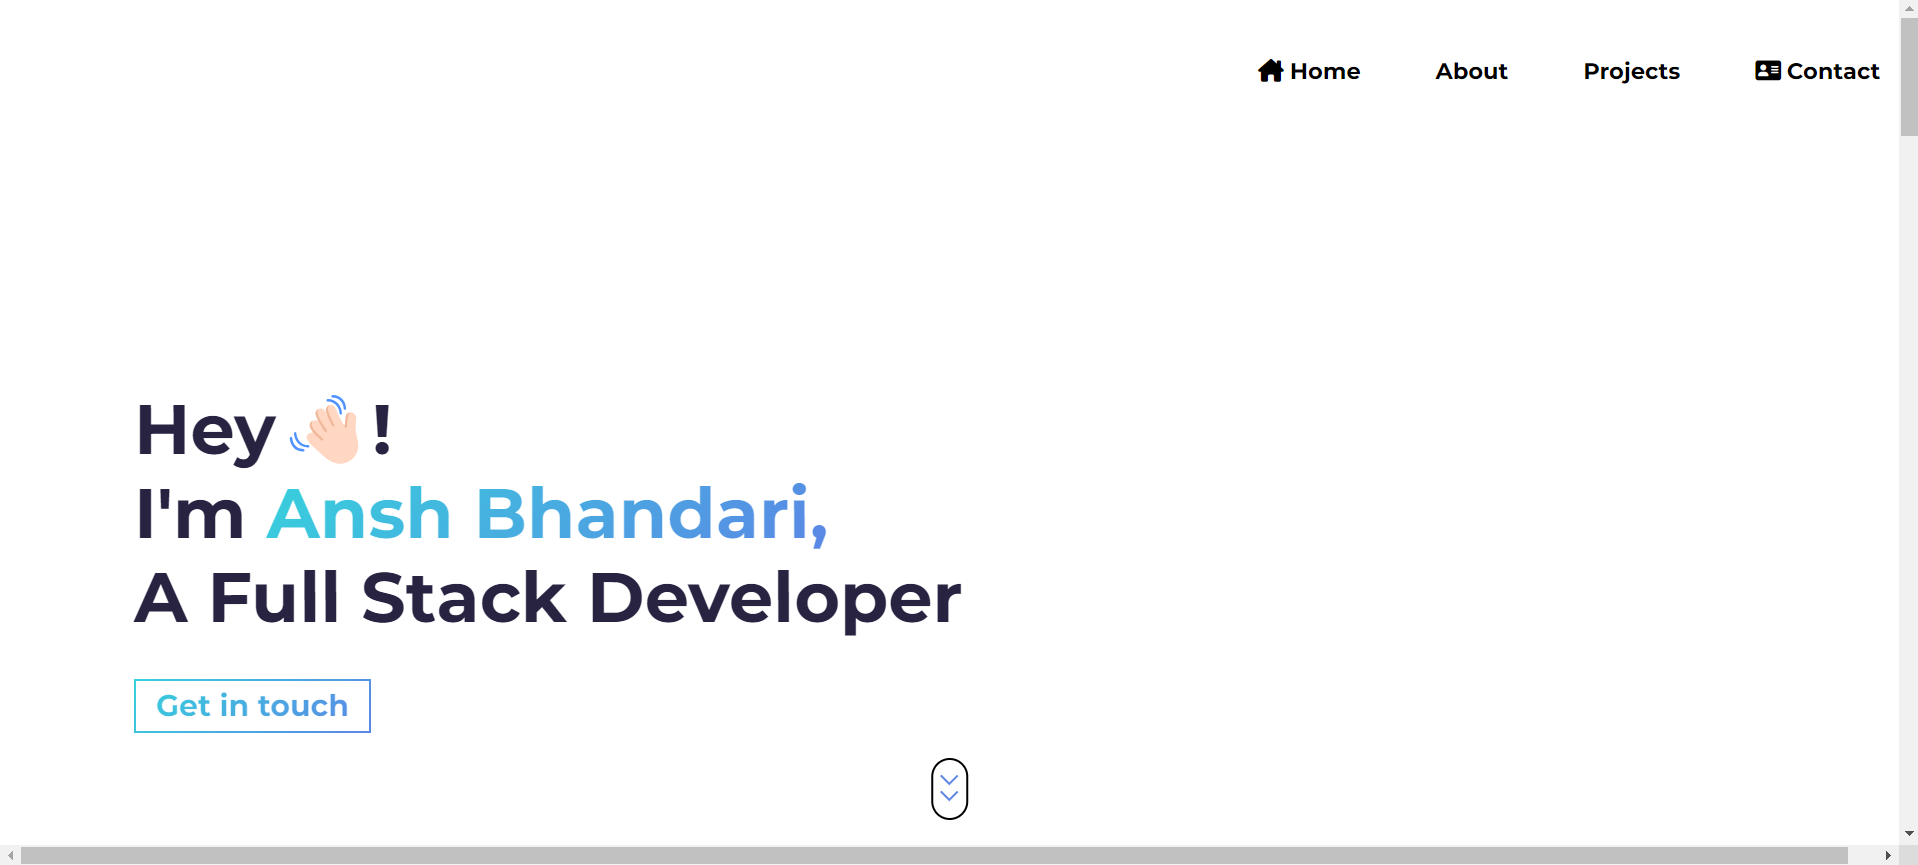 Home About Projects Contact
Hey 👋🏻!
I'm Ansh Bhandari,
A Full Stack Developer
Get in touch